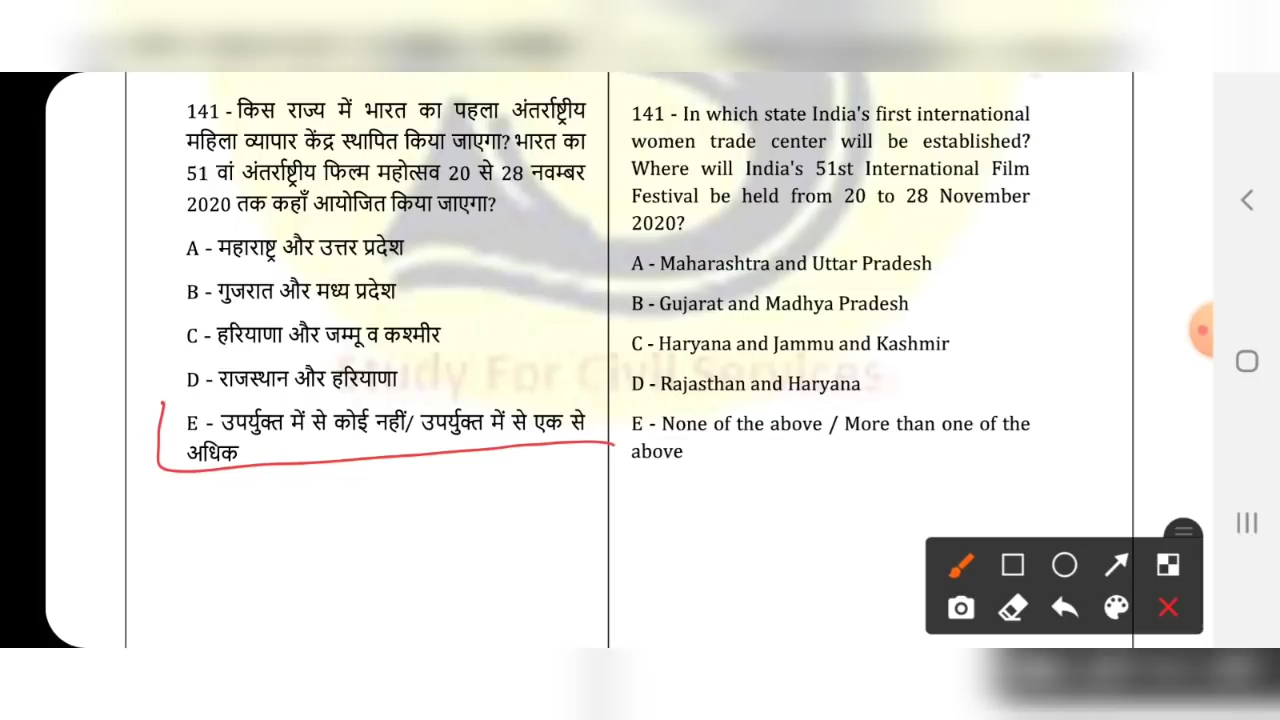 141 - किस राज्य में भारत का पहला अंतर्राष्ट्रीय
महिला व्यापार केंद्र स्थापित किया जाएगा? भारत का
51 वां अंतर्राष्ट्रीय फिल्म महोत्सव 20 से 28 नवम्बर
2020 तक कहाँ आयोजित किया जाएगा?
A - महाराष्ट्र और उत्तर प्रदेश
B - गुजरात और मध्य प्रदेश
C - हरियाणा और जम्मू व कश्मीर
D - राजस्थान और हरियाणा
E - उपर्युक्त में से कोई नहीं/ उपर्युक्त में से एक से
अधिक
141 - In which state India's first international
women trade center will be established?
Where will India's 51st International Film
Festival be held from 20 to 28 November
2020?
A - Maharashtra and Uttar Pradesh
B - Gujarat and Madhya Pradesh
C - Haryana and Jammu and Kashmir
D - Rajasthan and Haryana
E - None of the above / More than one of the
above
Study For Civil Services